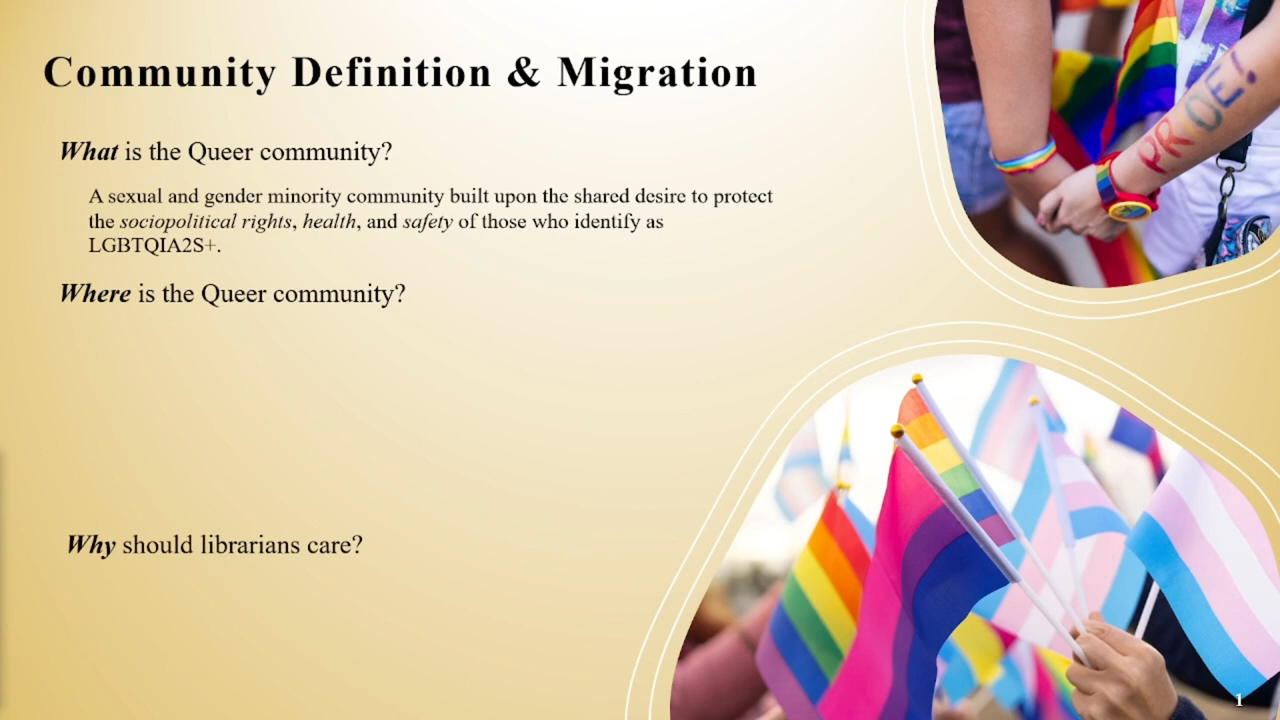 Community Definition & Migration
What is the Queer community?
A sexual and gender minority community built upon the shared desire to protect
the sociopolitical rights, health, and safety of those who identify as
LGBTQIA2S+.
Where is the Queer community?
Why should librarians care?
PROET
1